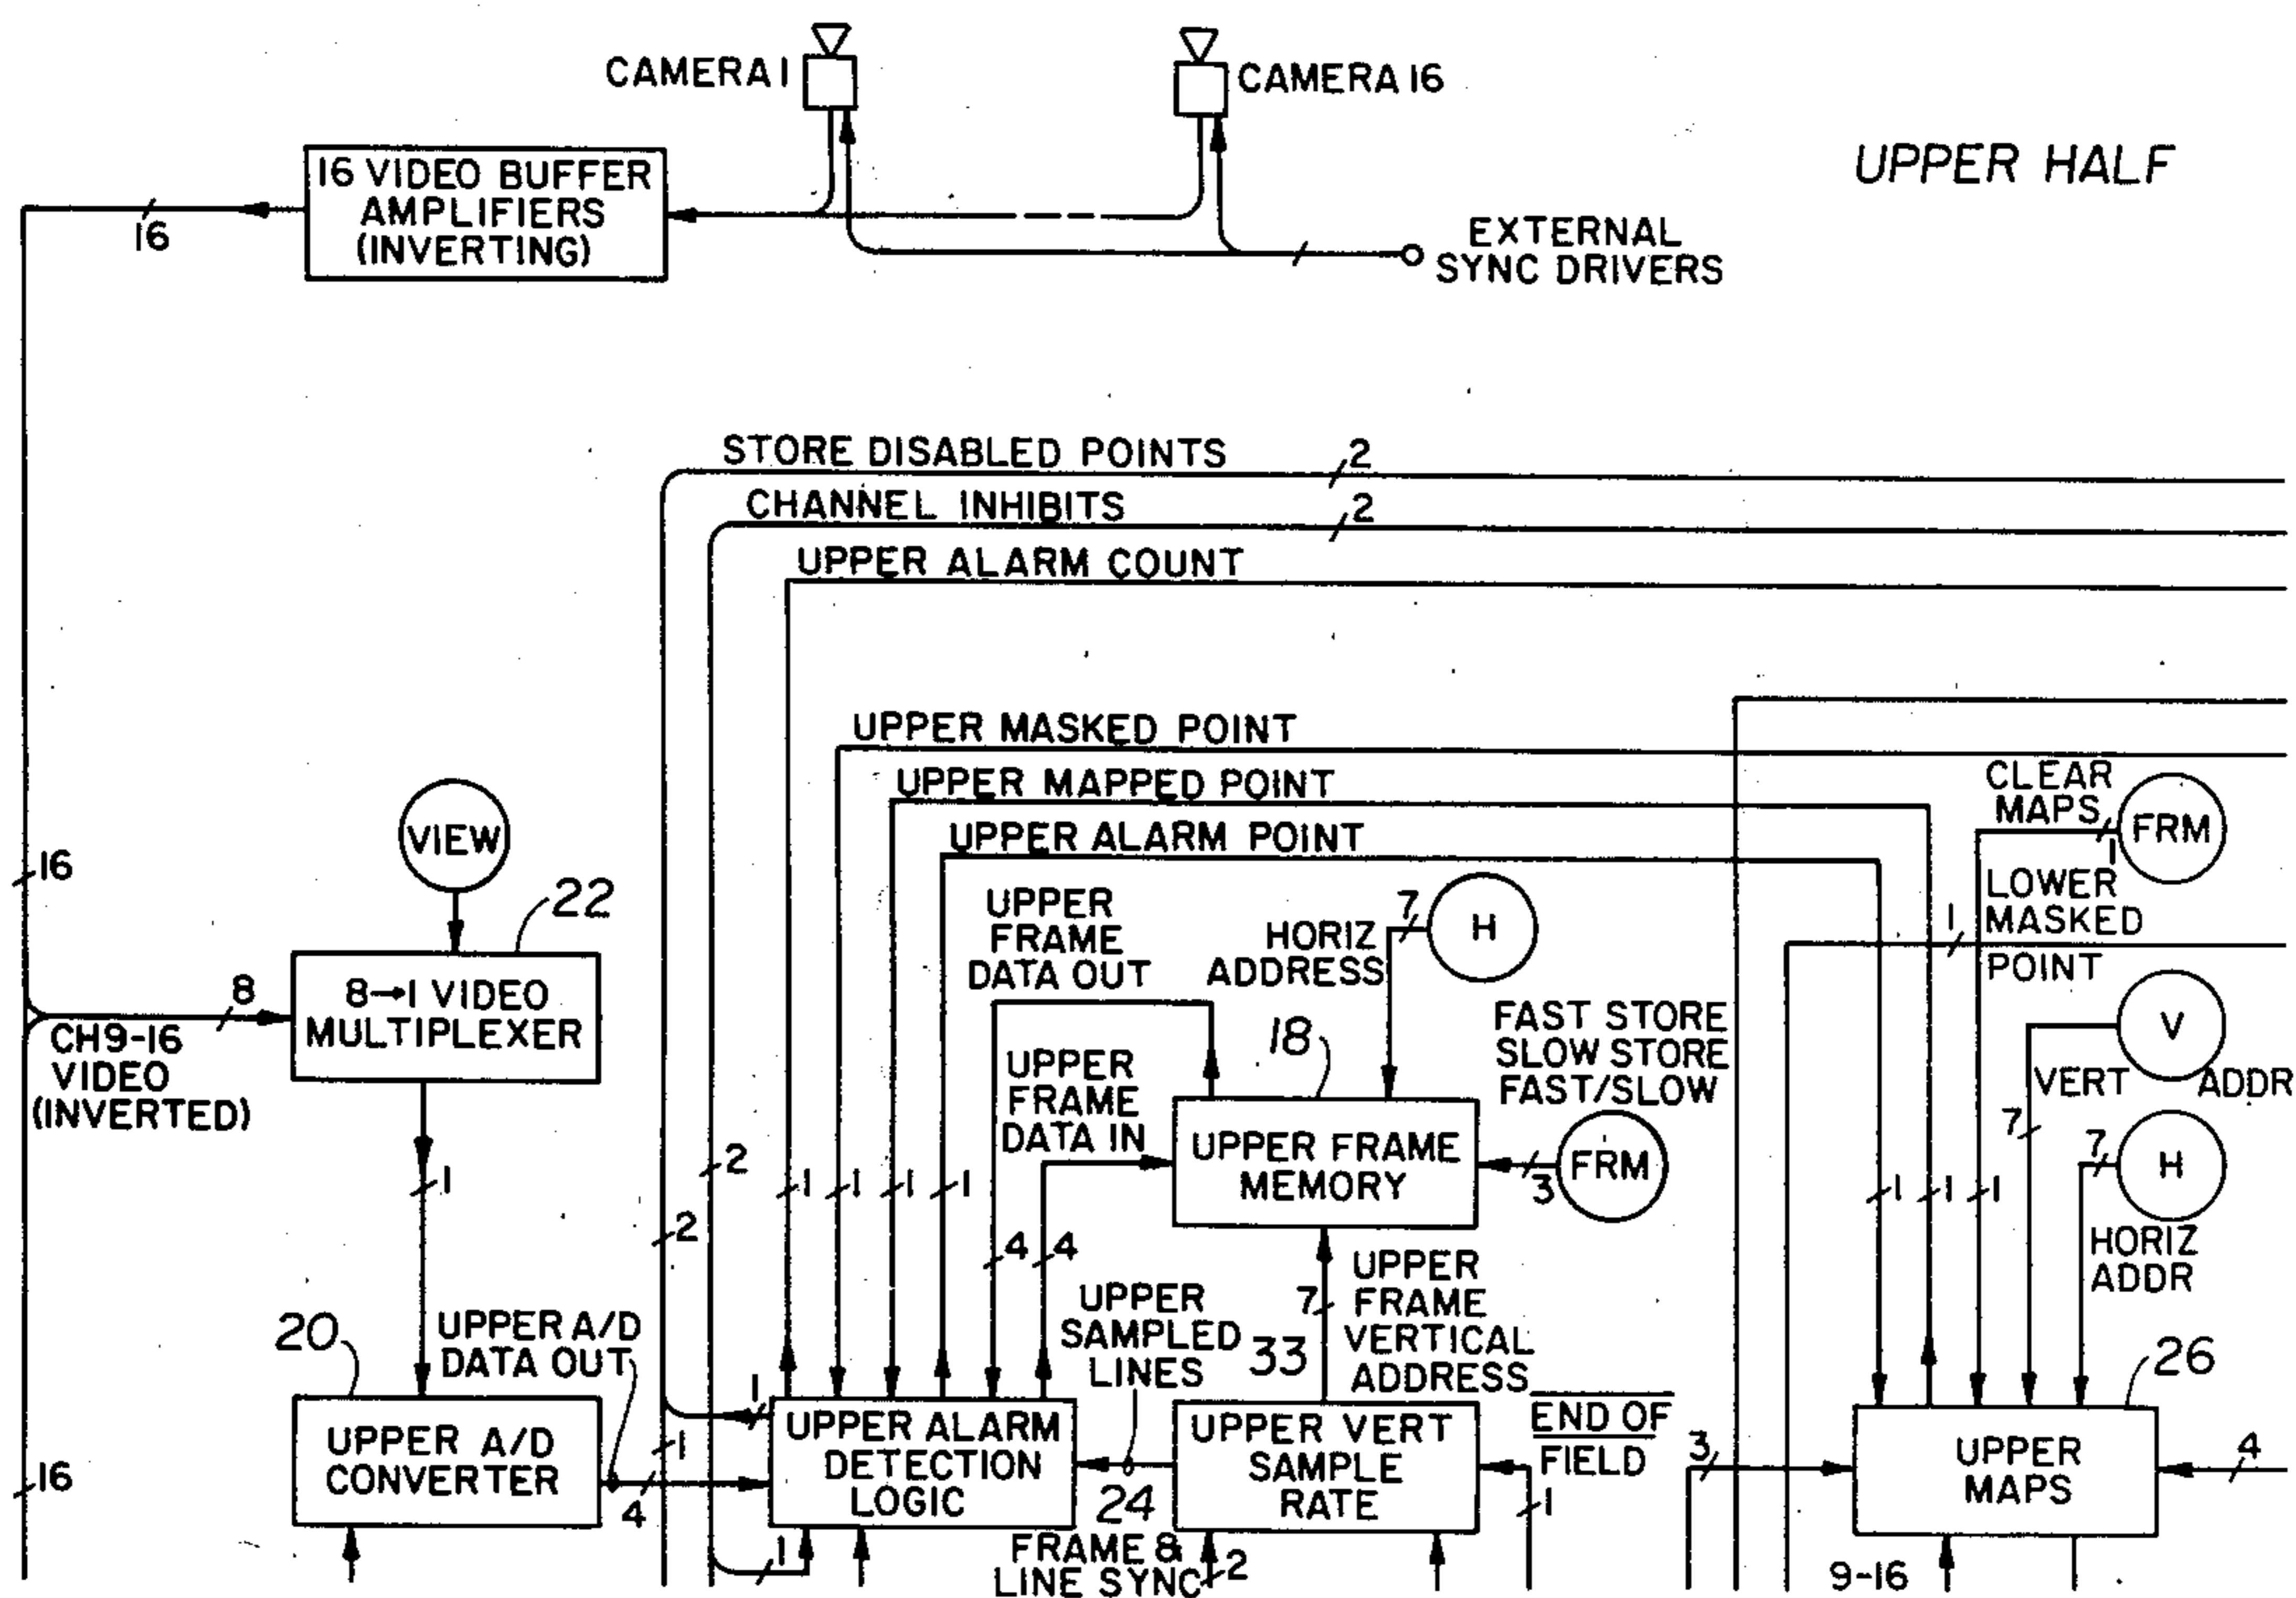 CAMERA 1
CAMERA 16
UPPER HALF
16 VIDEO BUFFER
AMPLIFIERS
(INVERTING)
16
EXTERNAL
SYNC DRIVERS
STORE DISABLED POINTS
2
CHANNEL INHIBITS
2
UPPER ALARM COUNT
UPPER MASKED POINT
UPPER MAPPED POINT
UPPER ALARM POINT
CLEAR
MAPS
FRM
1
VIEW
16
22
8→1 VIDEO
MULTIPLEXER
8
CH9-16
VIDEO
(INVERTED)
UPPER
FRAME
DATA OUT
HORIZ
ADDRESS
7
H
LOWER
MASKED
POINT
1
FAST STORE
SLOW STORE
FAST/SLOW
V
VERT
ADDR
7
18
UPPER
FRAME
DATA IN
UPPER FRAME
MEMORY
3
FRM
7
H
HORIZ
ADDR
1
2
2
1
1
1
1
4
4
1
1
1
7
UPPER
FRAME
VERTICAL
ADDRESS
UPPER
SAMPLED
LINES
33
20
UPPER A/D
DATA OUT
26
UPPER A/D
CONVERTER
16
4
1
1
UPPER ALARM
DETECTION
LOGIC
24
UPPER VERT
SAMPLE
RATE
END OF
FIELD
1
3
UPPER
MAPS
4
1
FRAME &
LINE SYNC
2
9-16